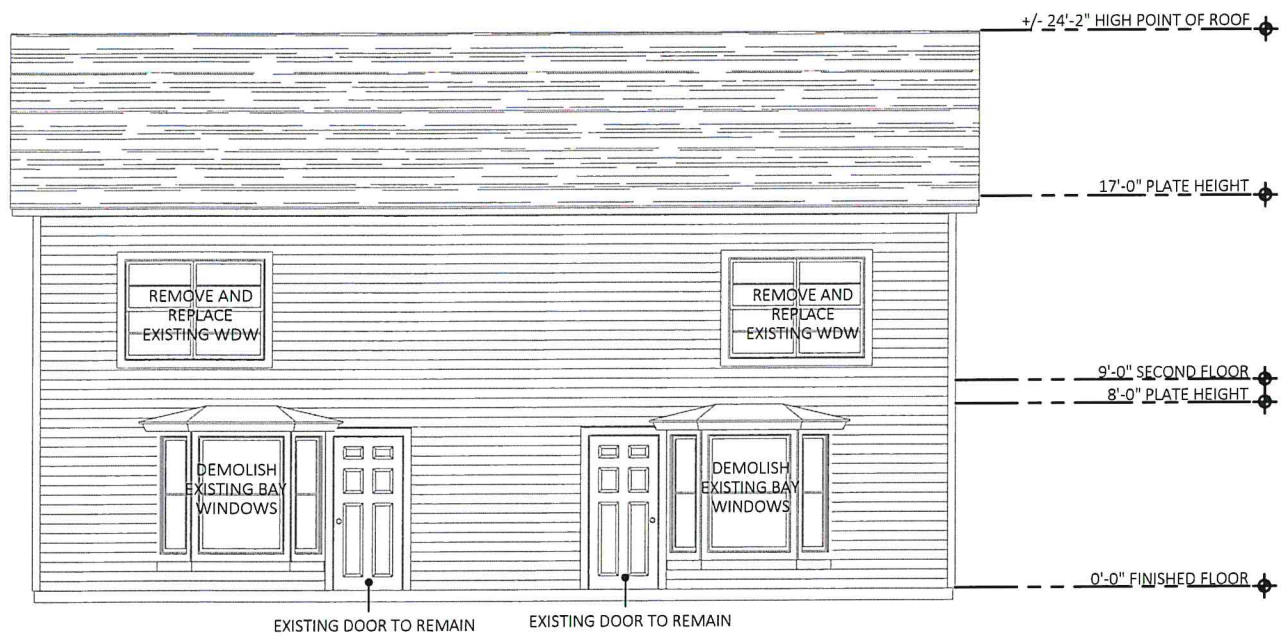 +/- 24'-2" HIGH POINT OF ROOF
17'-0" PLATE HEIGHT
REMOVE AND
REPLACE
EXISTING WDW
REMOVE AND
REPLACE
EXISTING WDW
9'-0" SECOND FLOOR
8'-0" PLATE HEIGHT
DEMOLISH
EXISTING BAY
WINDOWS
DEMOLISH
EXISTING BAY
WINDOWS
0'-0" FINISHED FLOOR
EXISTING DOOR TO REMAIN
EXISTING DOOR TO REMAIN